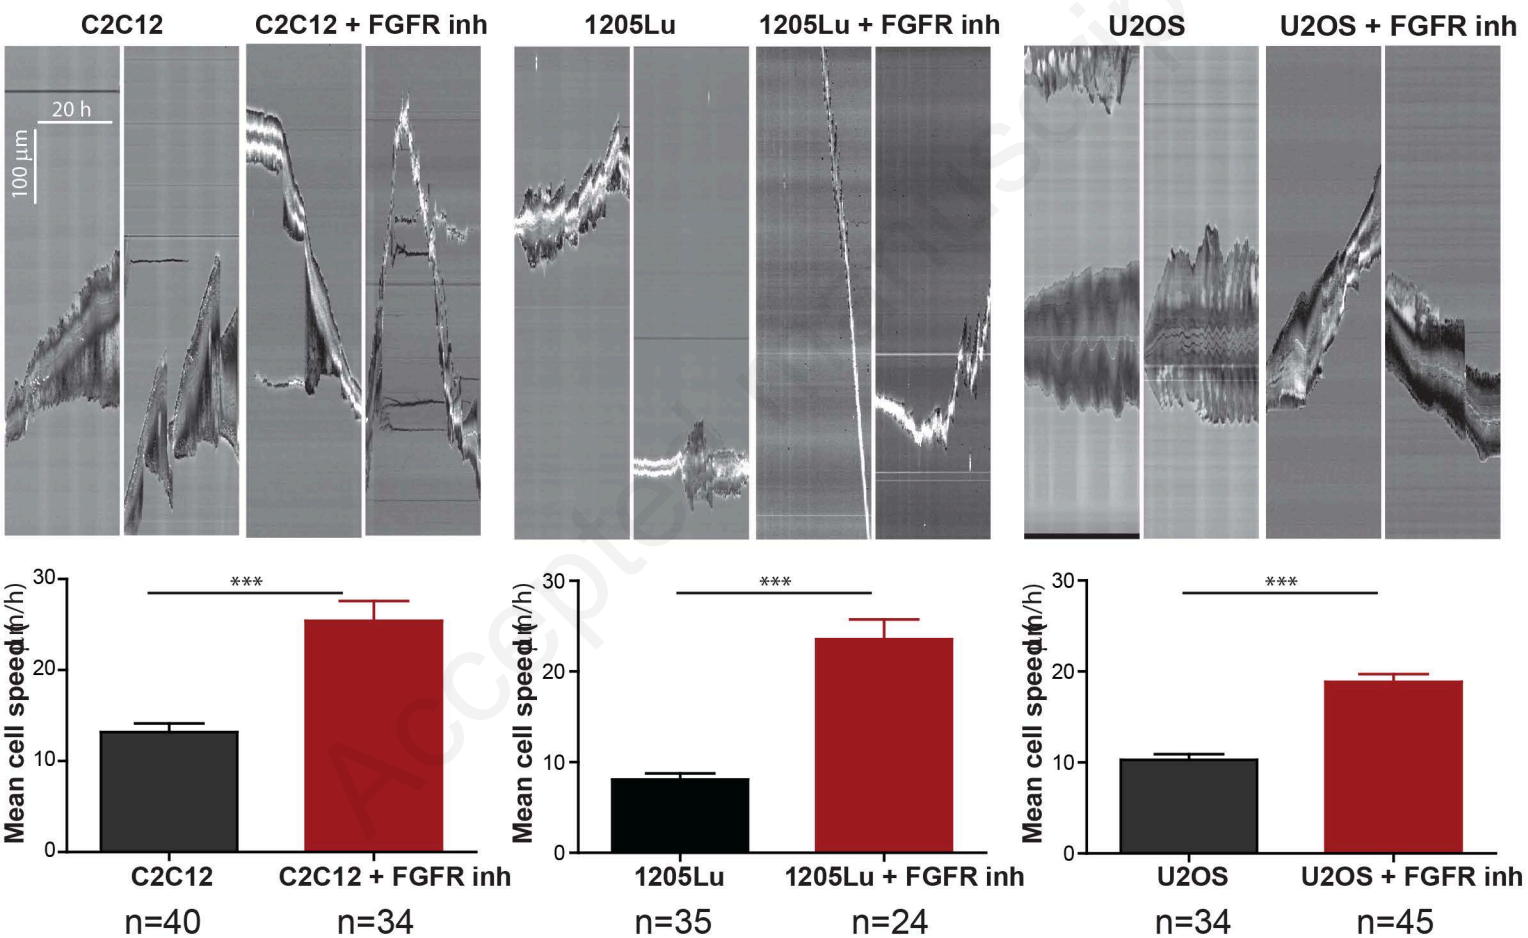 C2C12
C2C12 + FGFR inh
1205Lu
1205Lu + FGFR inh
U2OS
U2OS + FGFR inh
20 h
100 µm
Accepted manuscript
30
20
10
0
Mean cell speed (µm/h)
***
C2C12
C2C12 + FGFR inh
n=40
n=34
30
20
10
0
Mean cell speed (µm/h)
***
1205Lu
1205Lu + FGFR inh
n=35
n=24
30
20
10
0
Mean cell speed (µm/h)
***
U2OS
U2OS + FGFR inh
n=34
n=45